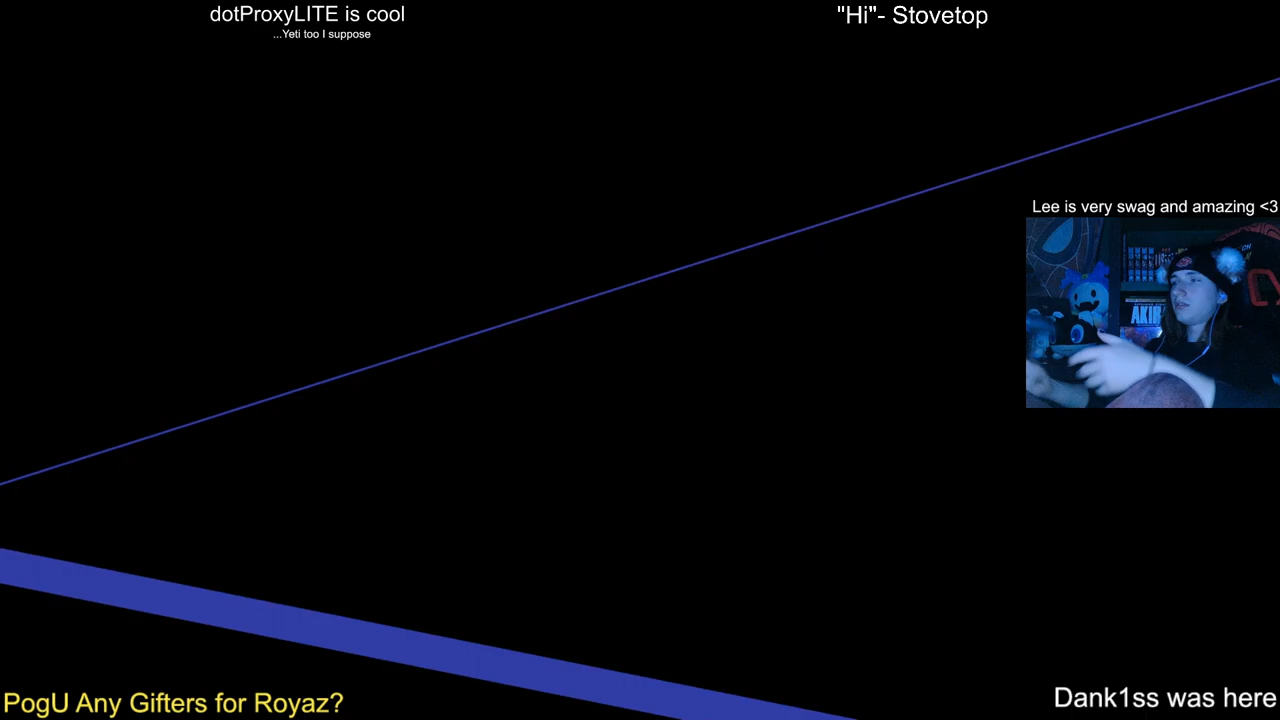 dotProxyLITE is cool
...Yeti too I suppose
"Hi"- Stovetop
Lee is very swag and amazing <3
AKIR
PogU Any Gifters for Royaz?
Dank1ss was here